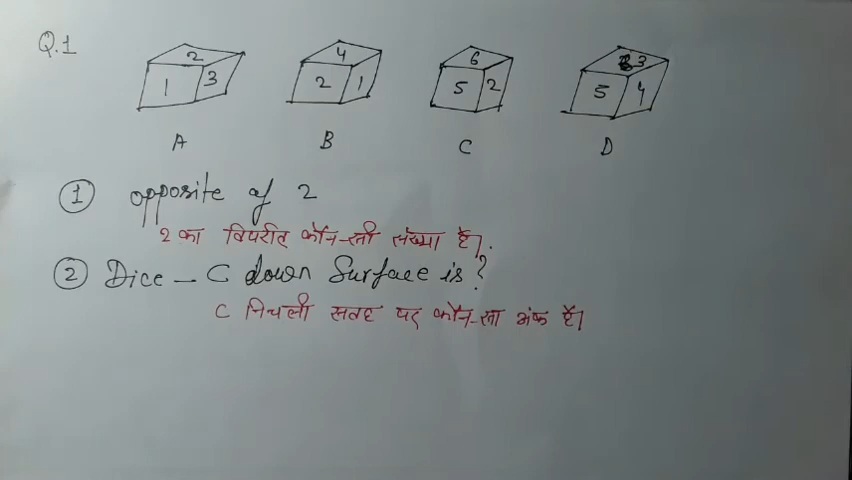 Q.1
2 1 3
4 2 1
6 5 2
3 5 4
A B C D
① opposite of 2
2 का विपरीत कौन-सी संख्या है।
② Dice - C down Surface is?
C निचली सतह पर कौन-सा अंक है।